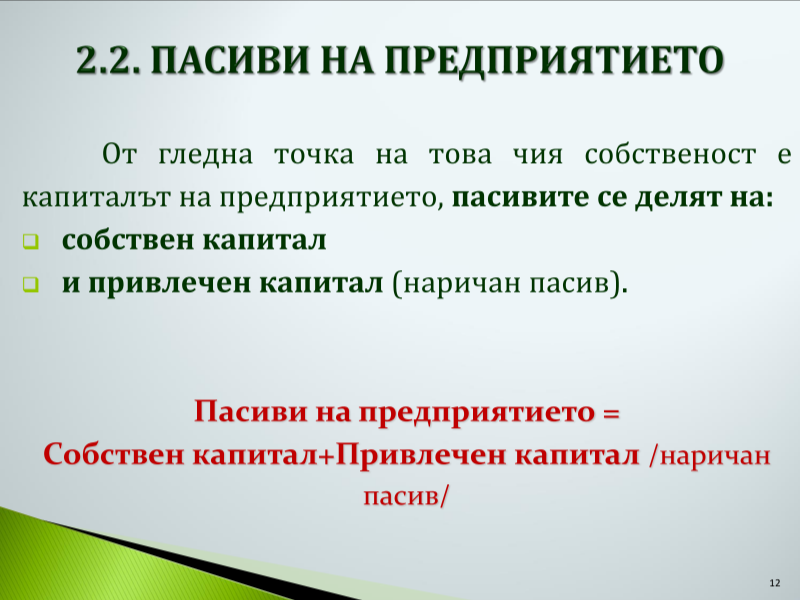 2.2. ПАСИВИ НА ПРЕДПРИЯТИЕТО
От гледна точка на това чия собственост е
капиталът на предприятието, пасивите се делят на:
собствен капитал
и привлечен капитал (наричан пасив).
Пасиви на предприятието =
Собствен капитал+Привлечен капитал /наричан
пасив/
12